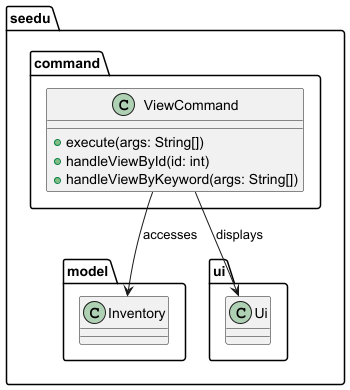 seedu
command
C ViewCommand
execute(args: String[])
handleViewById(id: int)
handleViewByKeyword(args: String[])
accesses
displays
model
ui
C Inventory
C Ui